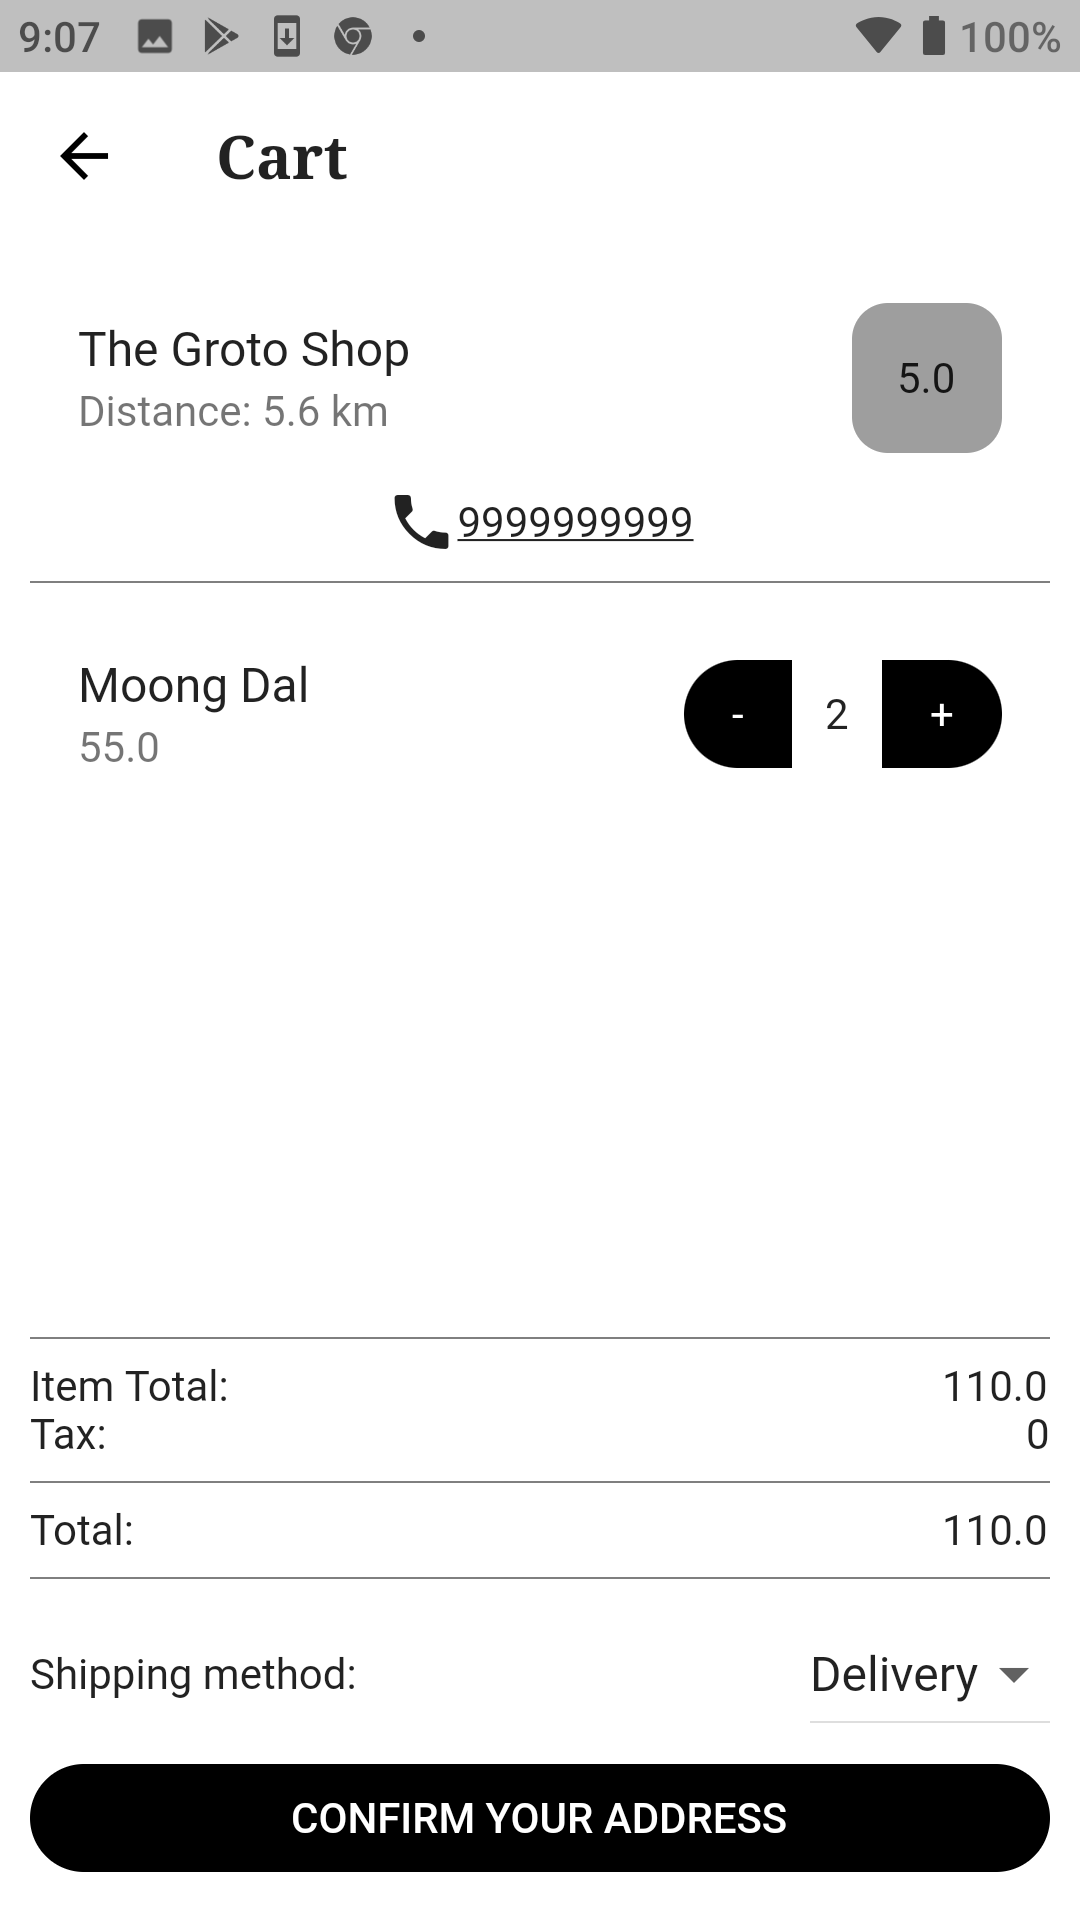 9:07 100%
Cart
The Groto Shop
Distance: 5.6 km
5.0
9999999999
Moong Dal
55.0
- 2 +
Item Total: 110.0
Tax: 0
Total: 110.0
Shipping method: Delivery
CONFIRM YOUR ADDRESS